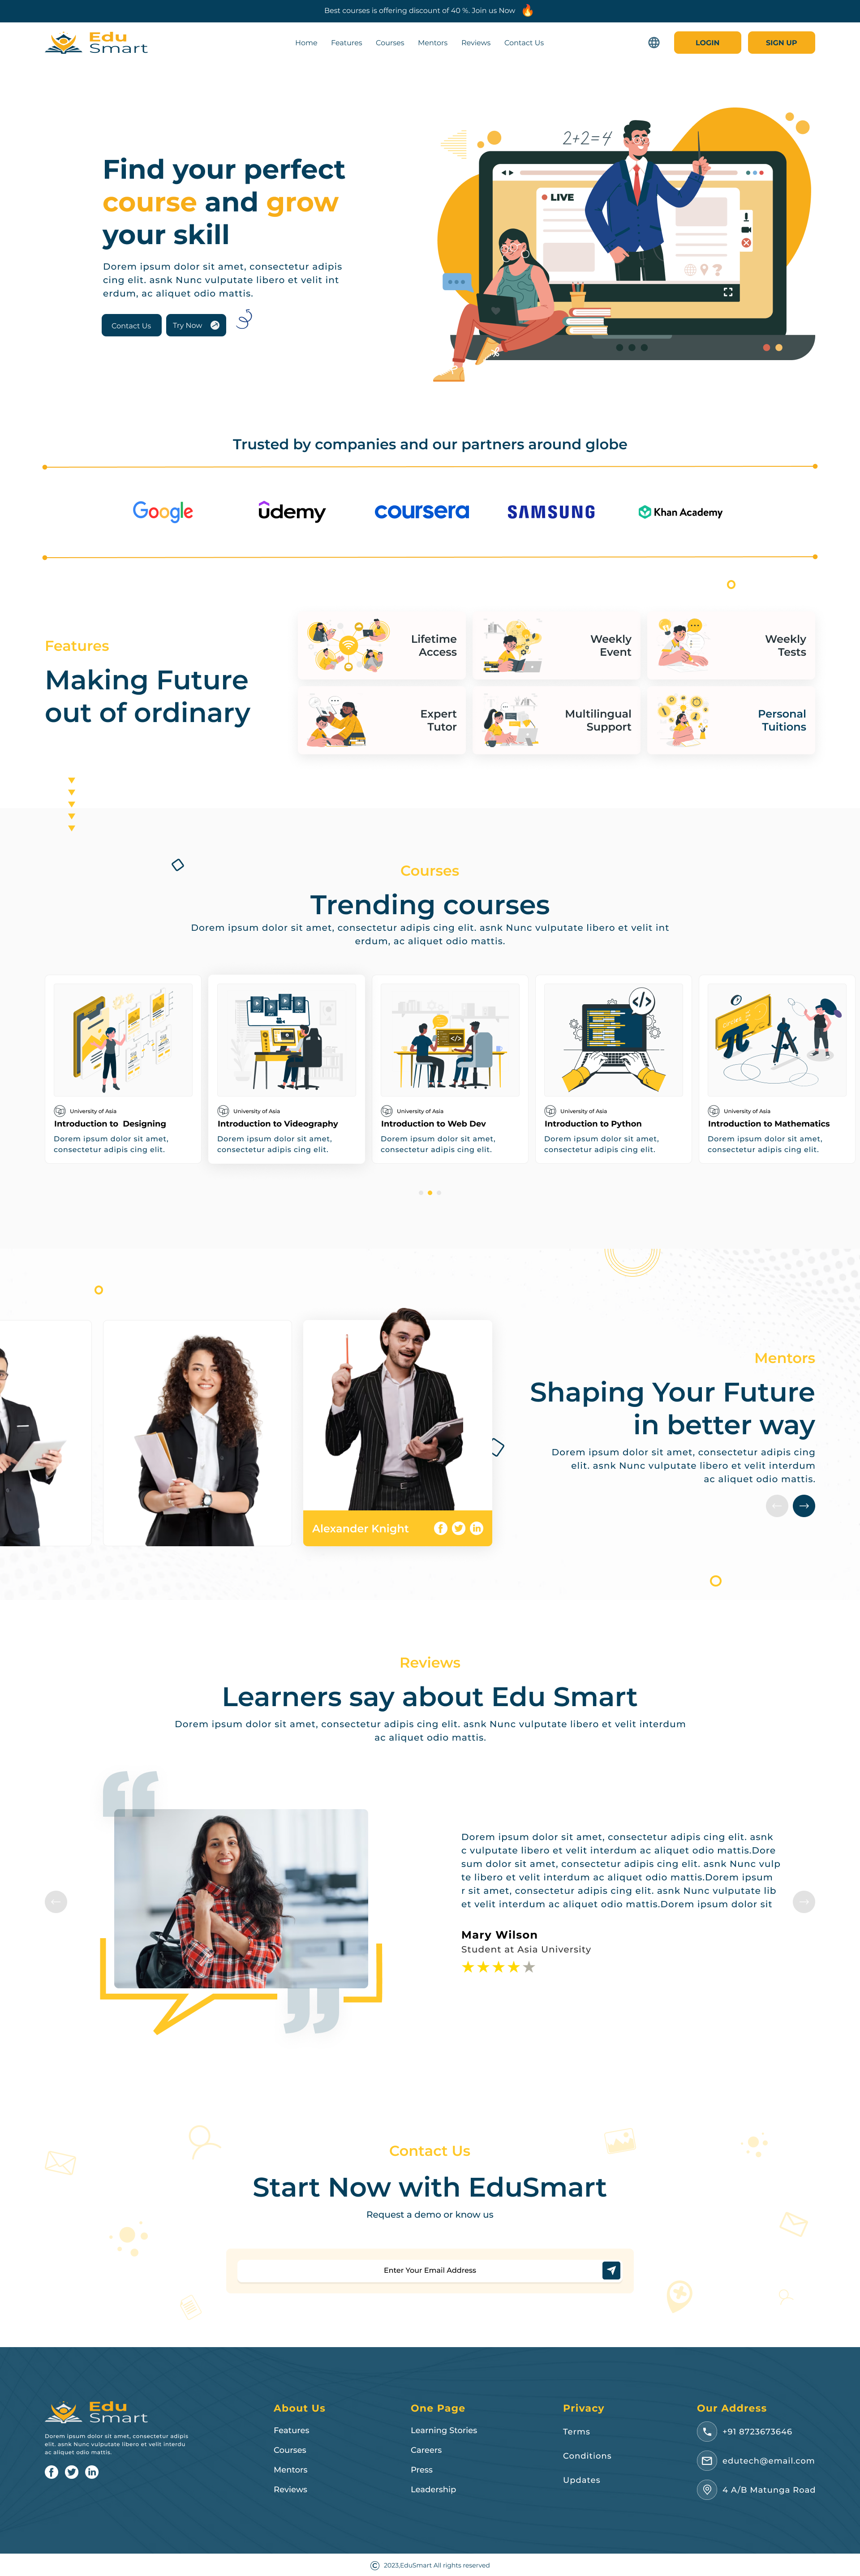 Best courses is offering discount of 40 %. Join us Now
Edu
Smart
Home Features Courses Mentors Reviews Contact Us
LOGIN
SIGN UP
Find your perfect
course and grow
your skill
Dorem ipsum dolor sit amet, consectetur adipis
cing elit. asnk Nunc vulputate libero et velit int
erdum, ac aliquet odio mattis.
Contact Us
Try Now
2+2=4
LIVE
Trusted by companies and our partners around globe
Google
udemy
coursera
SAMSUNG
Khan Academy
Features
Making Future
out of ordinary
Lifetime
Access
Weekly
Event
Weekly
Tests
Expert
Tutor
Multilingual
Support
Personal
Tuitions
Courses
Trending courses
Dorem ipsum dolor sit amet, consectetur adipis cing elit. asnk Nunc vulputate libero et velit int
erdum, ac aliquet odio mattis.
University of Asia
Introduction to Designing
Dorem ipsum dolor sit amet,
consectetur adipis cing elit.
University of Asia
Introduction to Videography
Dorem ipsum dolor sit amet,
consectetur adipis cing elit.
</>
University of Asia
Introduction to Web Dev
Dorem ipsum dolor sit amet,
consectetur adipis cing elit.
</>
University of Asia
Introduction to Python
Dorem ipsum dolor sit amet,
consectetur adipis cing elit.
π
University of Asia
Introduction to Mathematics
Dorem ipsum dolor sit amet,
consectetur adipis cing elit.
Mentors
Shaping Your Future
in better way
Dorem ipsum dolor sit amet, consectetur adipis cing
elit. asnk Nunc vulputate libero et velit interdum
ac aliquet odio mattis.
Alexander Knight
Reviews
Learners say about Edu Smart
Dorem ipsum dolor sit amet, consectetur adipis cing elit. asnk Nunc vulputate libero et velit interdum
ac aliquet odio mattis.
Dorem ipsum dolor sit amet, consectetur adipis cing elit. asnk
c vulputate libero et velit interdum ac aliquet odio mattis.Dore
sum dolor sit amet, consectetur adipis cing elit. asnk Nunc vulp
te libero et velit interdum ac aliquet odio mattis.Dorem ipsum
r sit amet, consectetur adipis cing elit. asnk Nunc vulputate lib
et velit interdum ac aliquet odio mattis.Dorem ipsum dolor sit
Mary Wilson
Student at Asia University
Contact Us
Start Now with EduSmart
Request a demo or know us
Enter Your Email Address
Edu
Smart
Dorem ipsum dolor sit amet, consectetur adipis
elit. asnk Nunc vulputate libero et velit interdu
ac aliquet odio mattis.
About Us
Features
Courses
Mentors
Reviews
One Page
Learning Stories
Careers
Press
Leadership
Privacy
Terms
Conditions
Updates
Our Address
+91 8723673646
edutech@email.com
4 A/B Matunga Road
© 2023,EduSmart All rights reserved